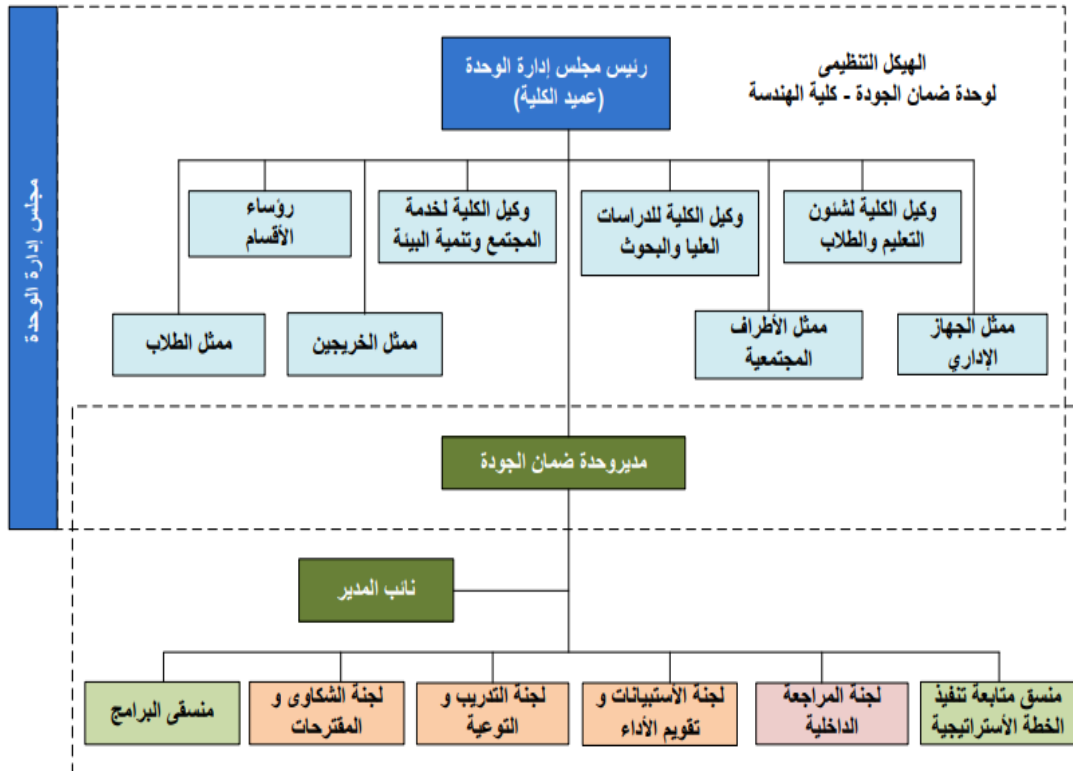 الهيكل التنظيمى
لوحدة ضمان الجودة - كلية الهندسة
رئيس مجلس إدارة الوحدة
(عميد الكلية)
مجلس إدارة الوحدة
وكيل الكلية لشئون
التعليم والطلاب
وكيل الكلية للدراسات
العليا والبحوث
وكيل الكلية لخدمة
المجتمع وتنمية البيئة
رؤساء
الأقسام
ممثل الجهاز
الإداري
ممثل الأطراف
المجتمعية
ممثل الخريجين
ممثل الطلاب
مديروحدة ضمان الجودة
نائب المدير
منسق متابعة تنفيذ
الخطة الأستراتيجية
لجنة المراجعة
الداخلية
لجنة الأستبيانات و
تقويم الأداء
لجنة التدريب و
التوعية
لجنة الشكاوى و
المقترحات
منسقى البرامج